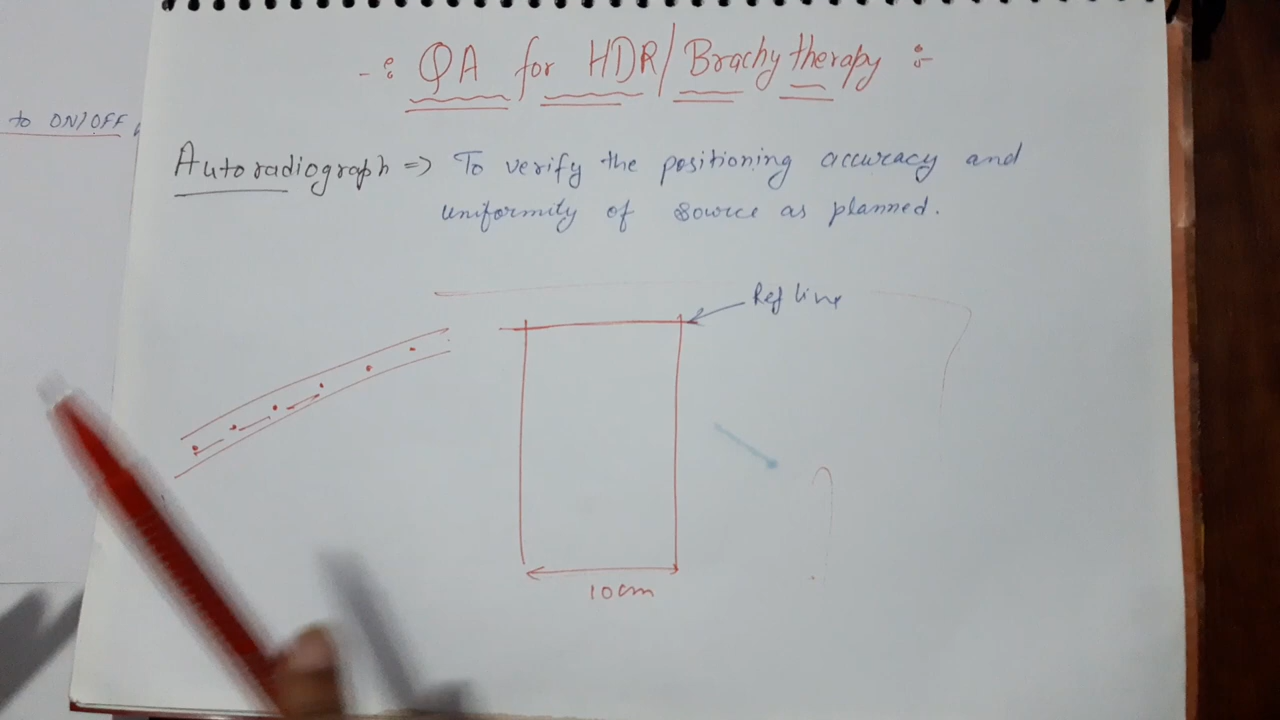 to ON/OFF
-: QA for HDR/Brachytherapy :-
Autoradiograph => To verify the positioning accuracy and
uniformity of source as planned.
Ref line
10cm